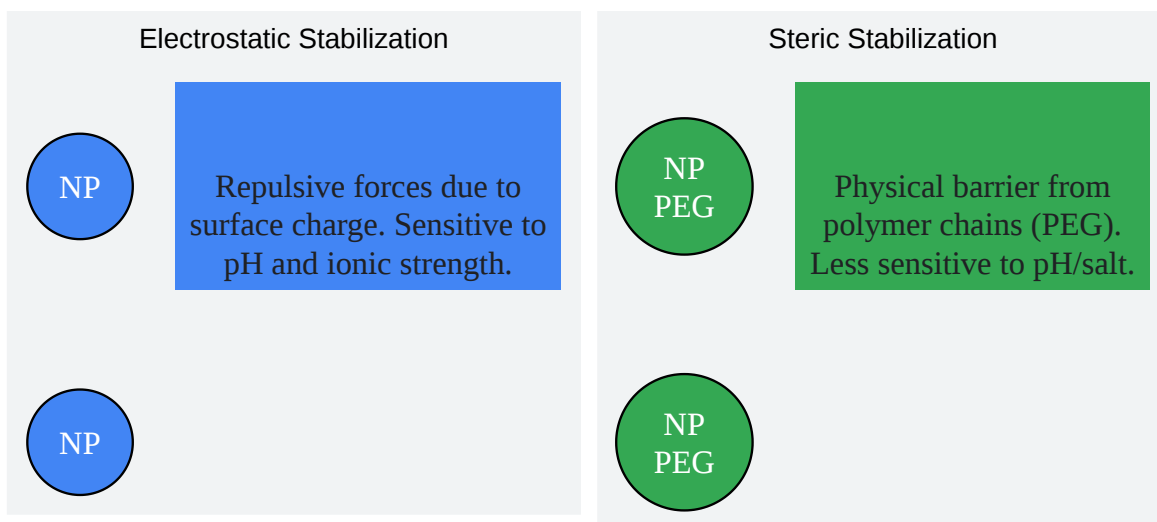 Electrostatic Stabilization
NP
Repulsive forces due to
surface charge. Sensitive to
pH and ionic strength.
NP
Steric Stabilization
NP
PEG
Physical barrier from
polymer chains (PEG).
Less sensitive to pH/salt.
NP
PEG